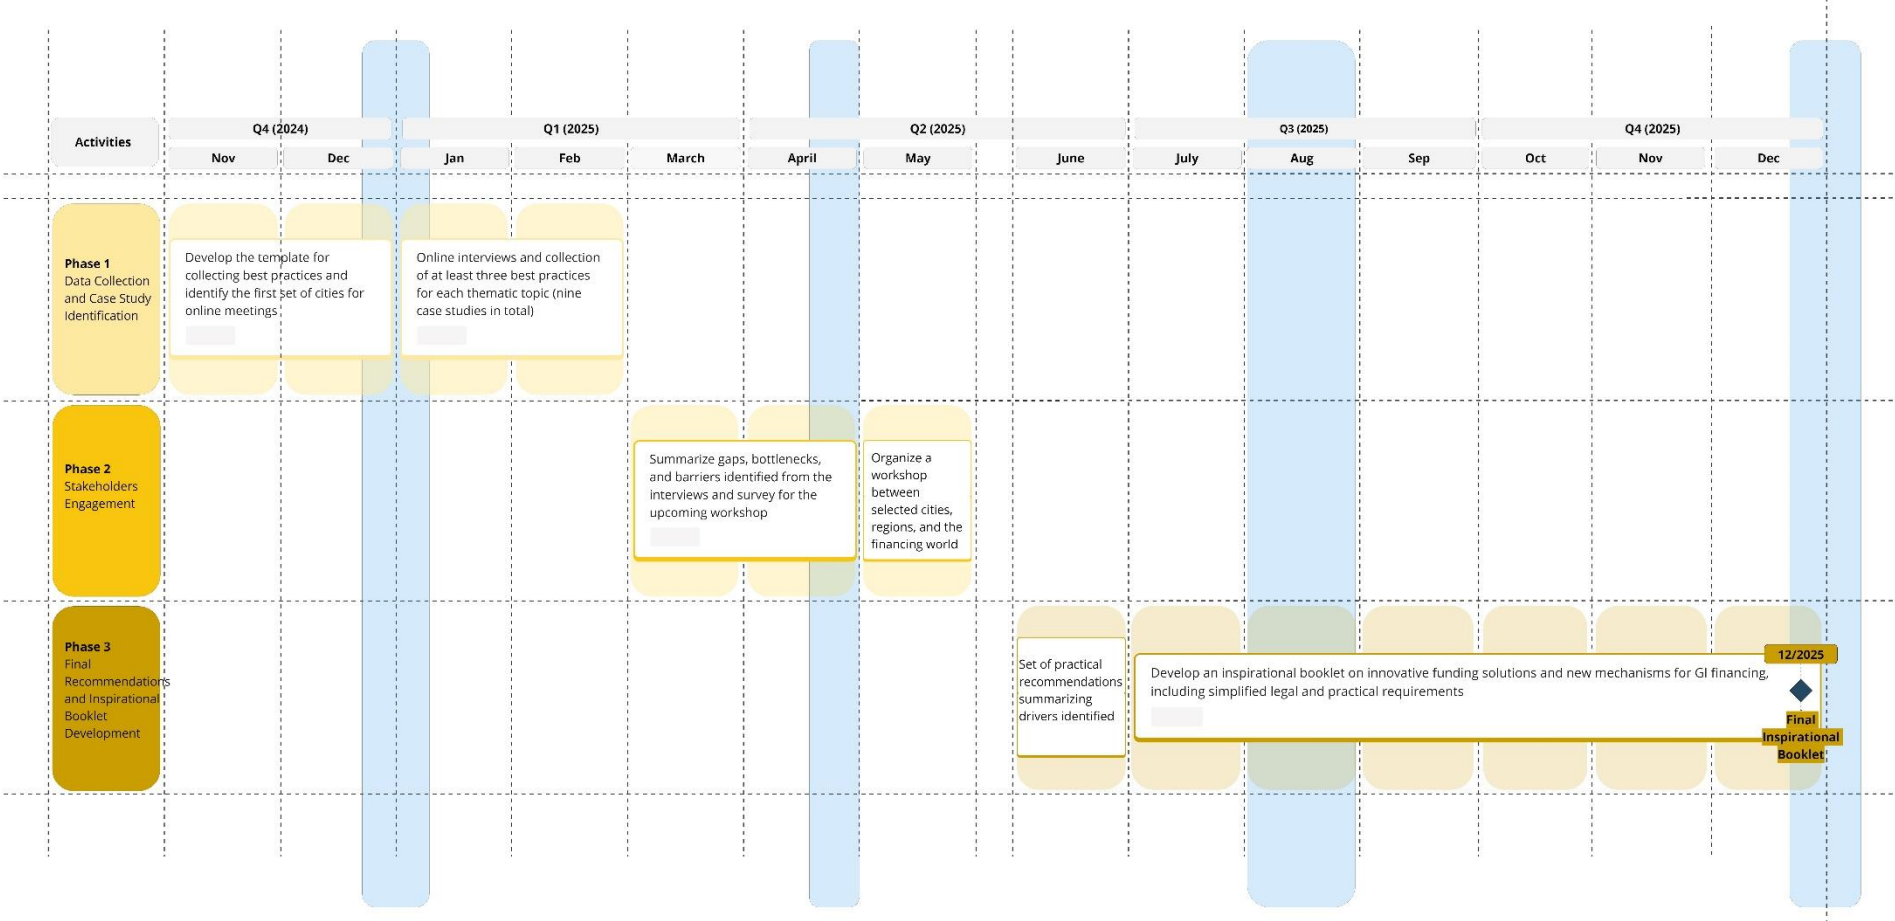 Q4 (2024)
Q1 (2025)
Q2 (2025)
Q3 (2025)
Q4 (2025)
Activities
Nov
Dec
Jan
Feb
March
April
May
June
July
Aug
Sep
Oct
Nov
Dec
Phase 1
Data Collection
and Case Study
Identification
Develop the template for
collecting best practices and
identify the first set of cities for
online meetings
Online interviews and collection
of at least three best practices
for each thematic topic (nine
case studies in total)
Phase 2
Stakeholders
Engagement
Summarize gaps, bottlenecks,
and barriers identified from the
interviews and survey for the
upcoming workshop
Organize a
workshop
between
selected cities,
regions, and the
financing world
Phase 3
Final
Recommendations
and Inspirational
Booklet
Development
Set of practical
recommendations
summarizing
drivers identified
Develop an inspirational booklet on innovative funding solutions and new mechanisms for GI financing,
including simplified legal and practical requirements
12/2025
Final
Inspirational
Booklet